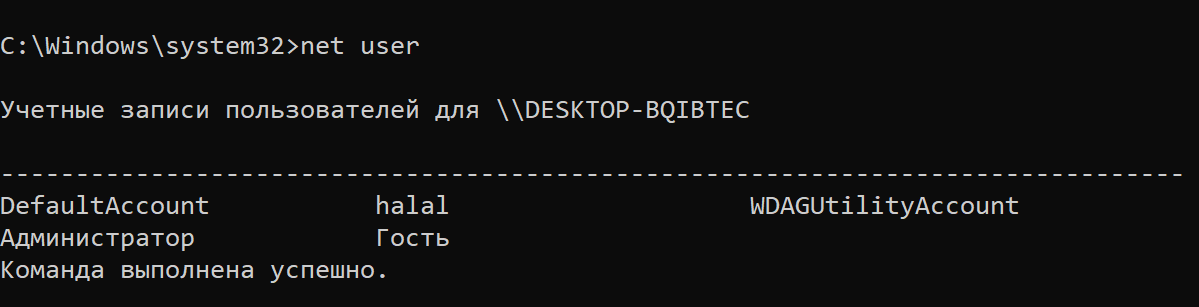 C:\Windows\system32>net user
Учетные записи пользователей для \\DESKTOP-BQIBTEC
-------------------------------------------------------------------------------
DefaultAccount           halal                    WDAGUtilityAccount
Администратор            Гость
Команда выполнена успешно.